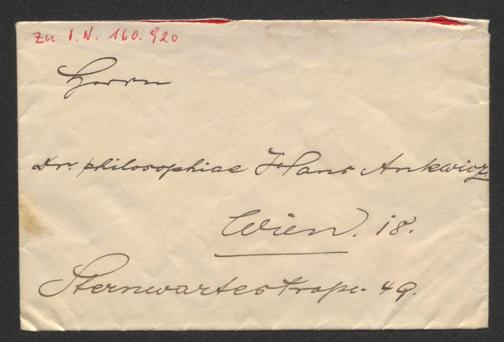 Zu I.N. 160.920
Herrn
Dr. philosophiae Hans Ankwicz
Wien. 18.
Sternwartestraße 49.